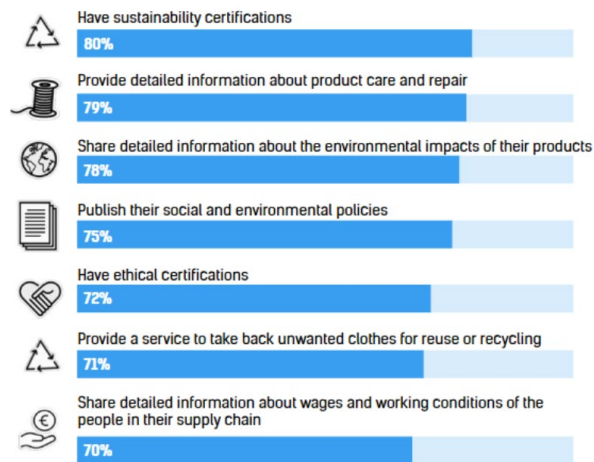 Have sustainability certifications
80%
Provide detailed information about product care and repair
79%
Share detailed information about the environmental impacts of their products
78%
Publish their social and environmental policies
75%
Have ethical certifications
72%
Provide a service to take back unwanted clothes for reuse or recycling
71%
Share detailed information about wages and working conditions of the
people in their supply chain
€
70%